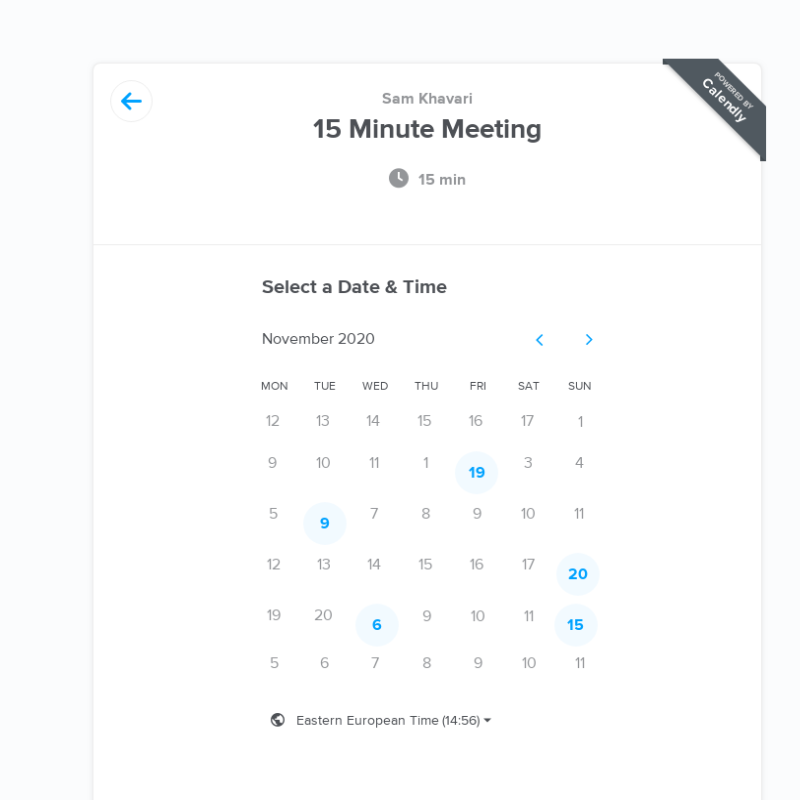 POWERED BY
Calendly
Sam Khavari
15 Minute Meeting
15 min
Select a Date & Time
November 2020
MON TUE WED THU FRI SAT SUN
12 13 14 15 16 17 1
9 10 11 1 19 3 4
5 9 7 8 9 10 11
12 13 14 15 16 17 20
19 20 6 9 10 11 15
5 6 7 8 9 10 11
Eastern European Time (14:56)